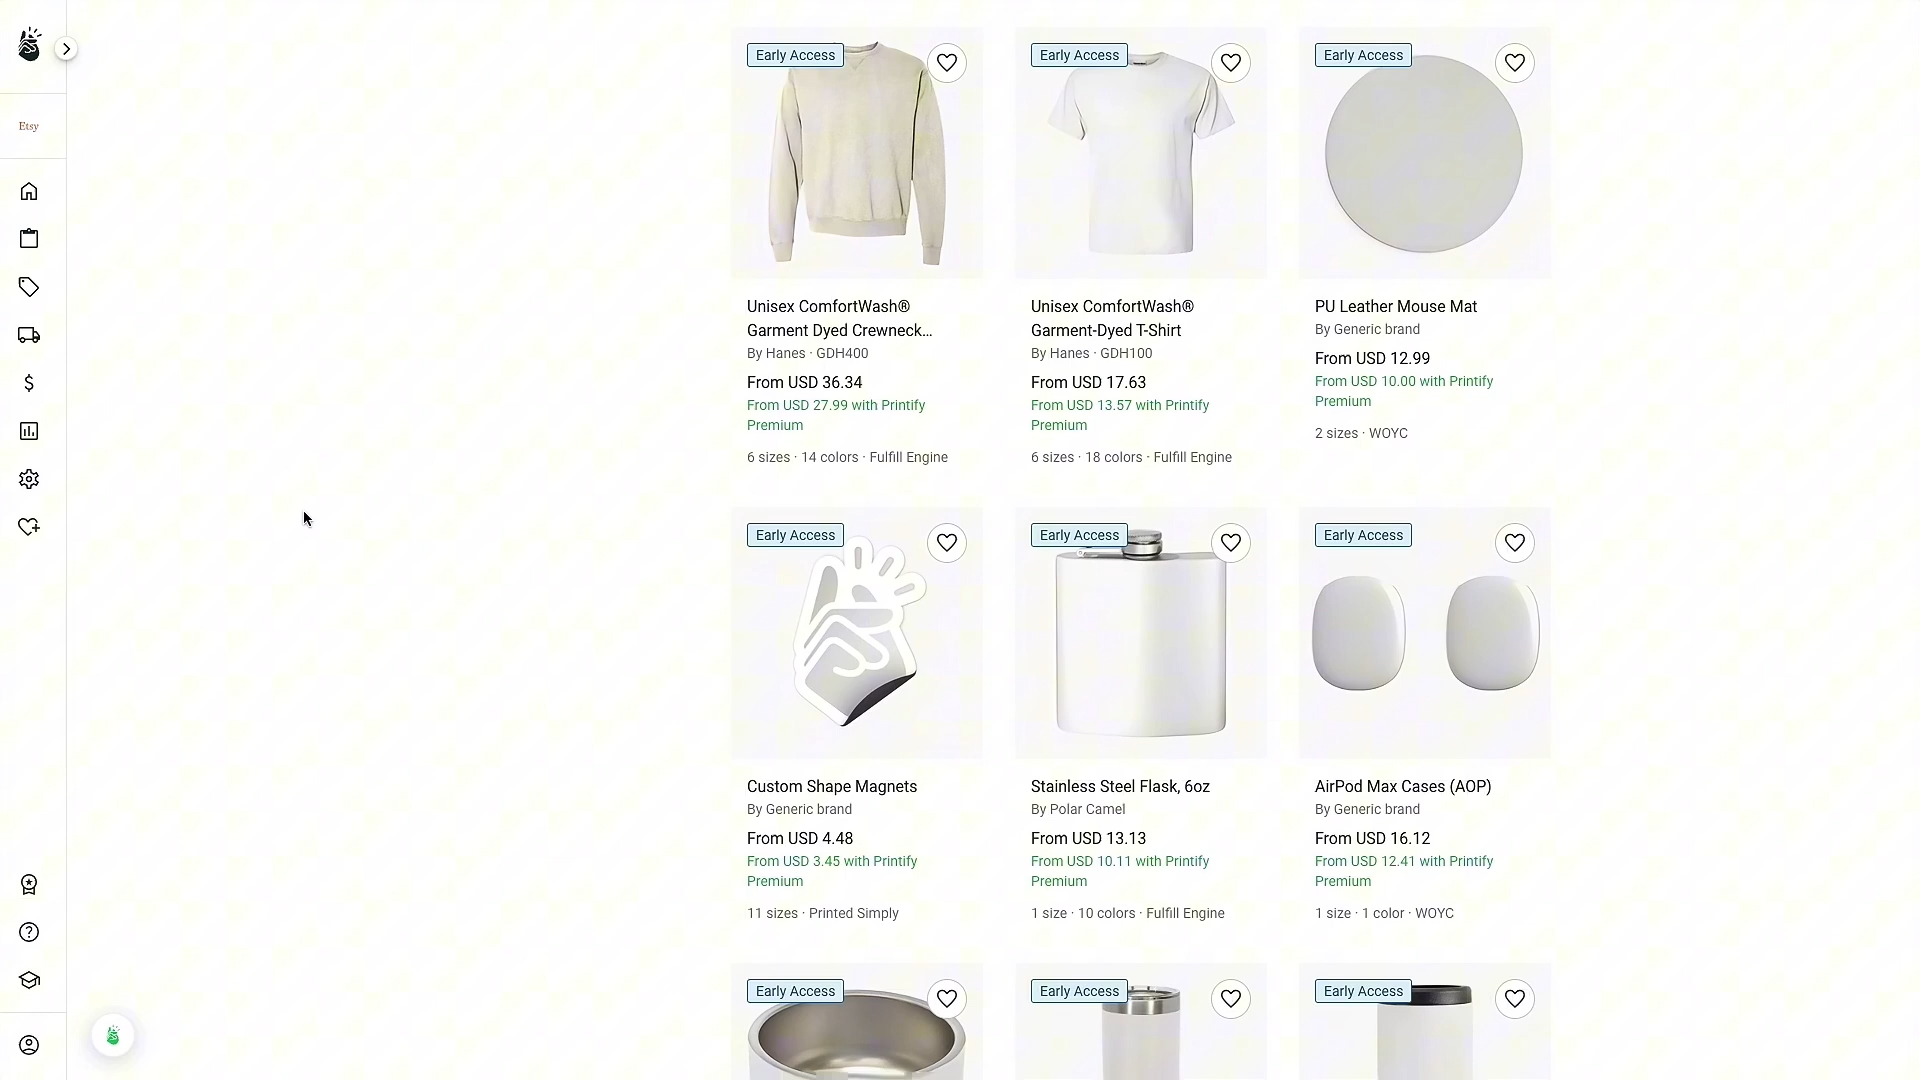 Etsy
Early Access
Early Access
Early Access
Unisex ComfortWash®
Garment Dyed Crewneck...
By Hanes · GDH400
From USD 36.34
From USD 27.99 with Printify
Premium
6 sizes · 14 colors · Fulfill Engine
Unisex ComfortWash®
Garment-Dyed T-Shirt
By Hanes · GDH100
From USD 17.63
From USD 13.57 with Printify
Premium
6 sizes · 18 colors · Fulfill Engine
PU Leather Mouse Mat
By Generic brand
From USD 12.99
From USD 10.00 with Printify
Premium
2 sizes · WOYC
Early Access
Early Access
Early Access
Custom Shape Magnets
By Generic brand
From USD 4.48
From USD 3.45 with Printify
Premium
11 sizes · Printed Simply
Stainless Steel Flask, 6oz
By Polar Camel
From USD 13.13
From USD 10.11 with Printify
Premium
1 size · 10 colors · Fulfill Engine
AirPod Max Cases (AOP)
By Generic brand
From USD 16.12
From USD 12.41 with Printify
Premium
1 size · 1 color · WOYC
Early Access
Early Access
Early Access